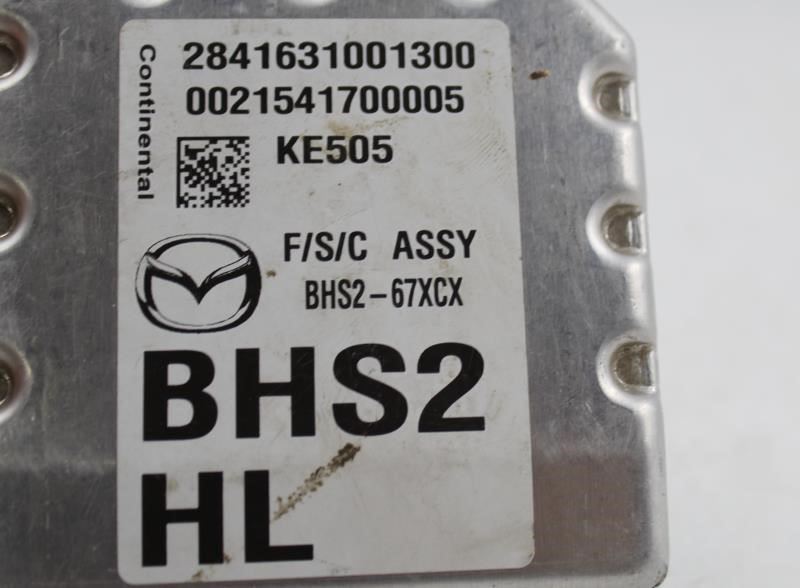 Continental
2841631001300
0021541700005
KE505
F/S/C ASSY
BHS2-67XCX
BHS2
HL